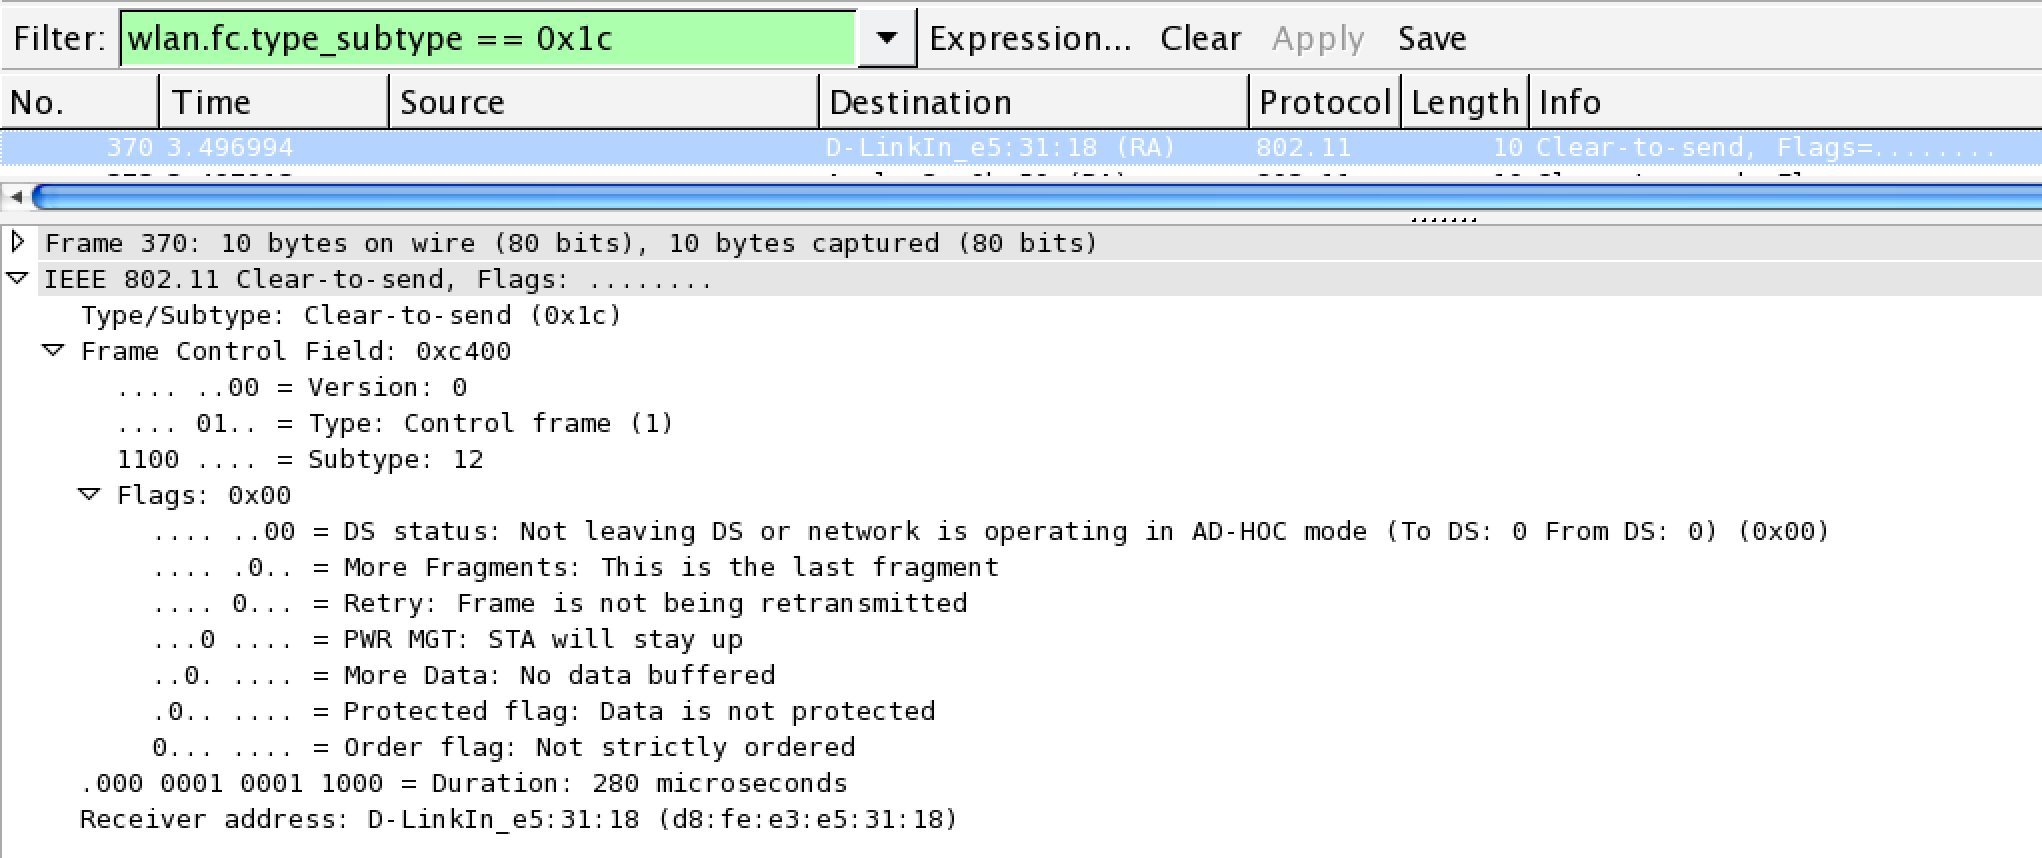 Filter: wlan.fc.type_subtype == 0x1c Expression... Clear Apply Save
No. Time Source Destination Protocol Length Info
370 3.496994 D-LinkIn_e5:31:18 (RA) 802.11 10 Clear-to-send, Flags=........
Frame 370: 10 bytes on wire (80 bits), 10 bytes captured (80 bits)
IEEE 802.11 Clear-to-send, Flags: ........
Type/Subtype: Clear-to-send (0x1c)
Frame Control Field: 0xc400
.... ..00 = Version: 0
.... 01.. = Type: Control frame (1)
1100 .... = Subtype: 12
Flags: 0x00
.... ..00 = DS status: Not leaving DS or network is operating in AD-HOC mode (To DS: 0 From DS: 0) (0x00)
.... .0.. = More Fragments: This is the last fragment
.... 0... = Retry: Frame is not being retransmitted
...0 .... = PWR MGT: STA will stay up
..0. .... = More Data: No data buffered
.0.. .... = Protected flag: Data is not protected
0... .... = Order flag: Not strictly ordered
.000 0001 0001 1000 = Duration: 280 microseconds
Receiver address: D-LinkIn_e5:31:18 (d8:fe:e3:e5:31:18)